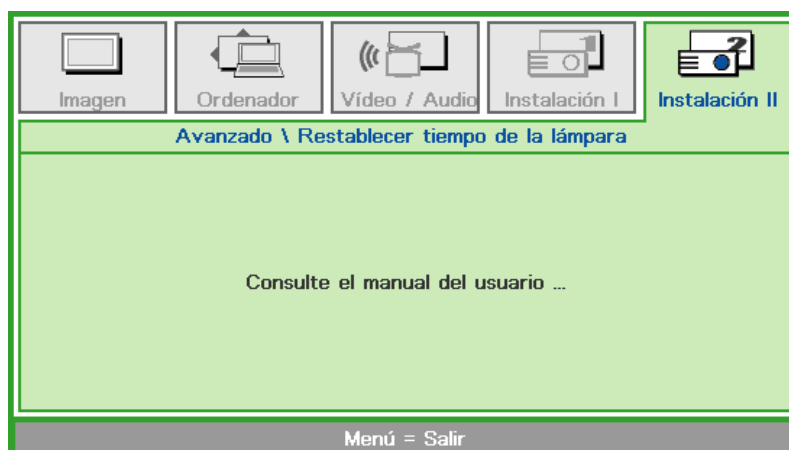 Imagen
Ordenador
Vídeo / Audio
Instalación I
2
Instalación II
Avanzado \ Restablecer tiempo de la lámpara
Consulte el manual del usuario ...
Menú = Salir